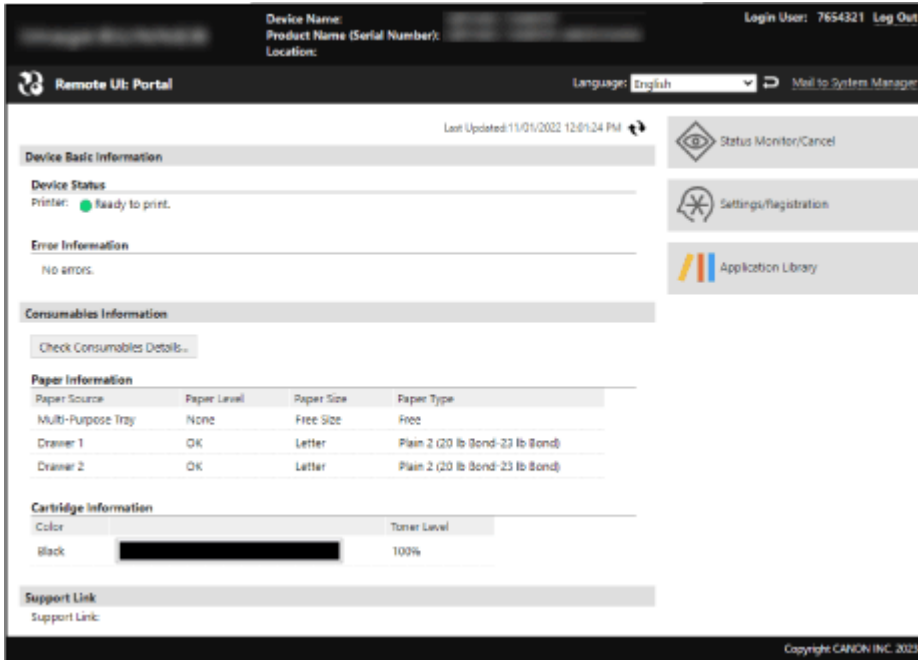 Device Name:
Product Name (Serial Number):
Location:
Login User: 7654321 Log Out
Remote UI: Portal
Language: English
Mail to System Manager
Last Updated:11/01/2022 12:01:24 PM
Device Basic Information
Device Status
Printer: Ready to print.
Error Information
No errors.
Consumables Information
Check Consumables Details...
Paper Information
Paper Source Paper Level Paper Size Paper Type
Multi-Purpose Tray None Free Size Free
Drawer 1 OK Letter Plain 2 (20 lb Bond-23 lb Bond)
Drawer 2 OK Letter Plain 2 (20 lb Bond-23 lb Bond)
Cartridge Information
Color Toner Level
Black 100%
Support Link
Support Link:
Status Monitor/Cancel
Settings/Registration
Application Library
Copyright CANON INC. 2023